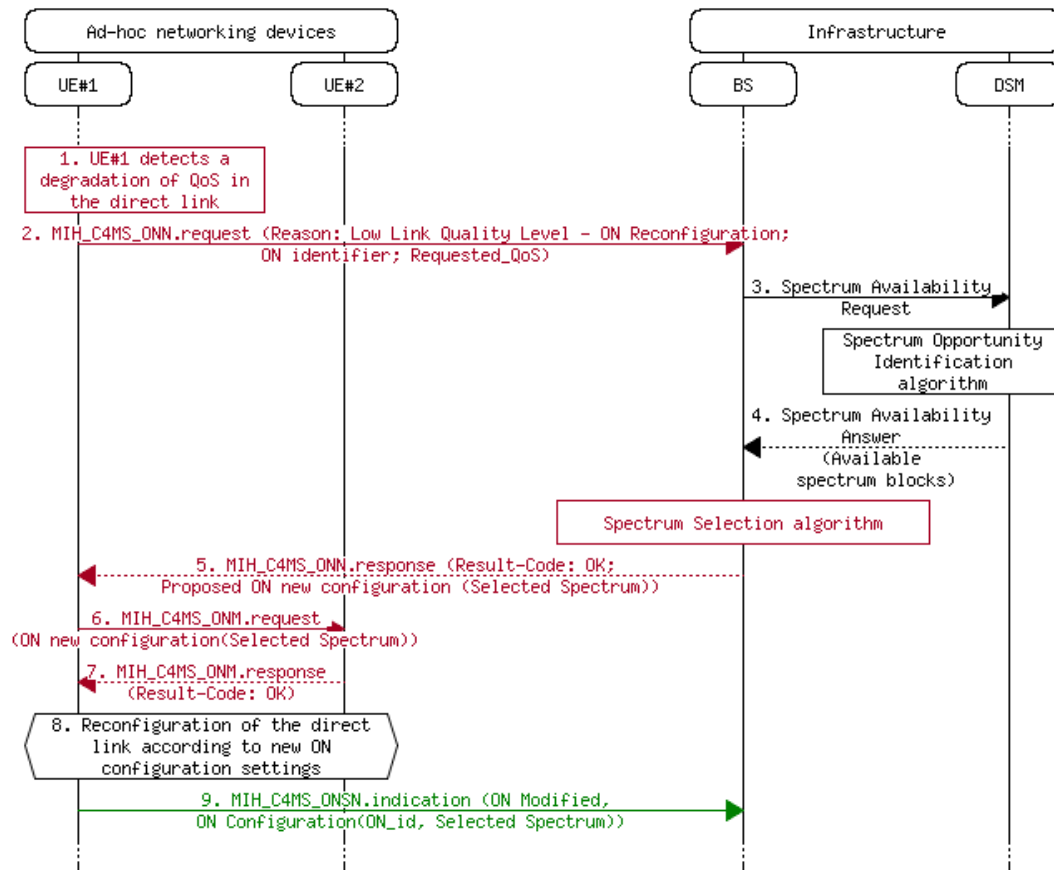 Ad-hoc networking devices
Infrastructure
UE#1
UE#2
BS
DSM
1. UE#1 detects a
degradation of QoS in
the direct link
2. MIH_C4MS_ONN.request (Reason: Low Link Quality Level - ON Reconfiguration;
ON identifier; Requested_QoS)
3. Spectrum Availability
Request
Spectrum Opportunity
Identification
algorithm
4. Spectrum Availability
Answer
(Available
spectrum blocks)
Spectrum Selection algorithm
5. MIH_C4MS_ONN.response (Result-Code: OK;
Proposed ON new configuration (Selected Spectrum))
6. MIH_C4MS_ONM.request
(ON new configuration(Selected Spectrum))
7. MIH_C4MS_ONM.response
(Result-Code: OK)
8. Reconfiguration of the direct
link according to new ON
configuration settings
9. MIH_C4MS_ONSN.indication (ON Modified,
ON Configuration(ON_id, Selected Spectrum))